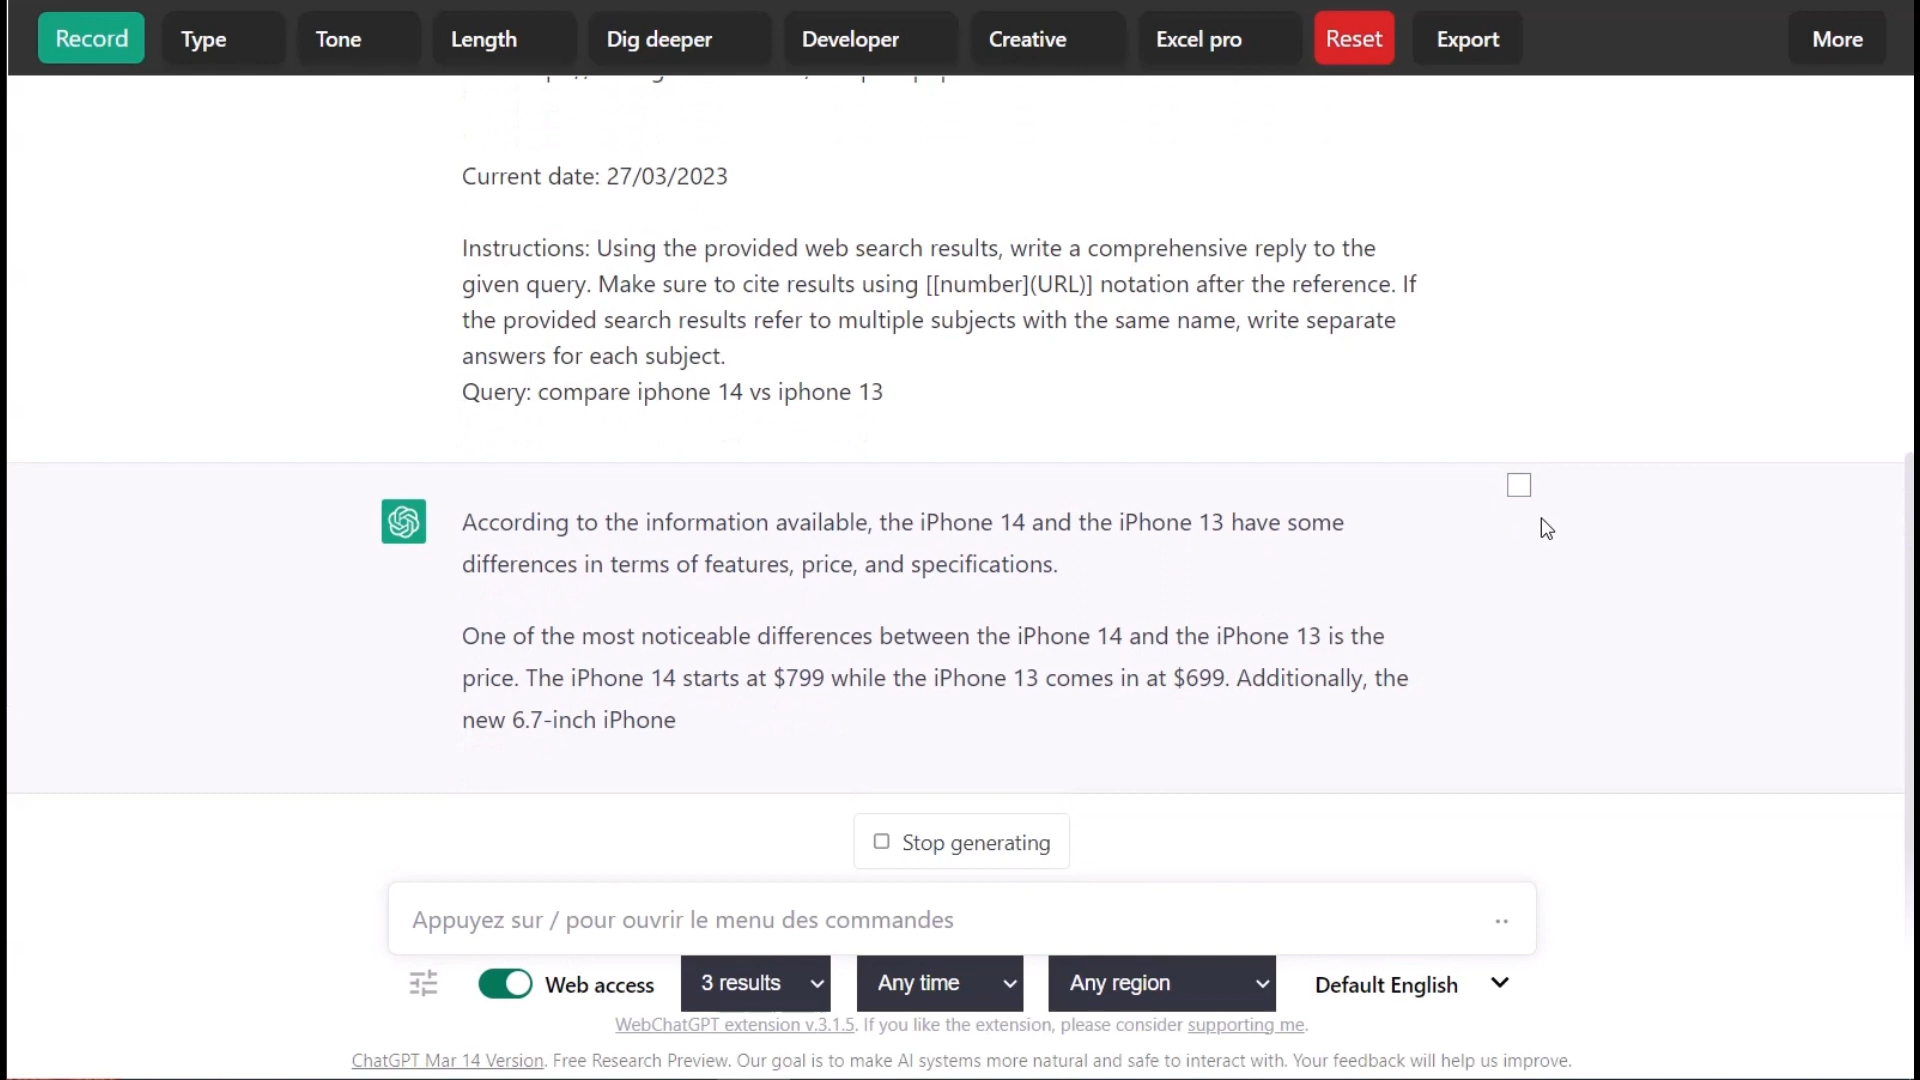 Record Type Tone Length Dig deeper Developer Creative Excel pro Reset Export More
Current date: 27/03/2023
Instructions: Using the provided web search results, write a comprehensive reply to the
given query. Make sure to cite results using [[number](URL)] notation after the reference. If
the provided search results refer to multiple subjects with the same name, write separate
answers for each subject.
Query: compare iphone 14 vs iphone 13
According to the information available, the iPhone 14 and the iPhone 13 have some
differences in terms of features, price, and specifications.
One of the most noticeable differences between the iPhone 14 and the iPhone 13 is the
price. The iPhone 14 starts at $799 while the iPhone 13 comes in at $699. Additionally, the
new 6.7-inch iPhone
Stop generating
Appuyez sur / pour ouvrir le menu des commandes
Web access 3 results Any time Any region Default English
WebChatGPT extension v.3.1.5. If you like the extension, please consider supporting me.
ChatGPT Mar 14 Version. Free Research Preview. Our goal is to make AI systems more natural and safe to interact with. Your feedback will help us improve.